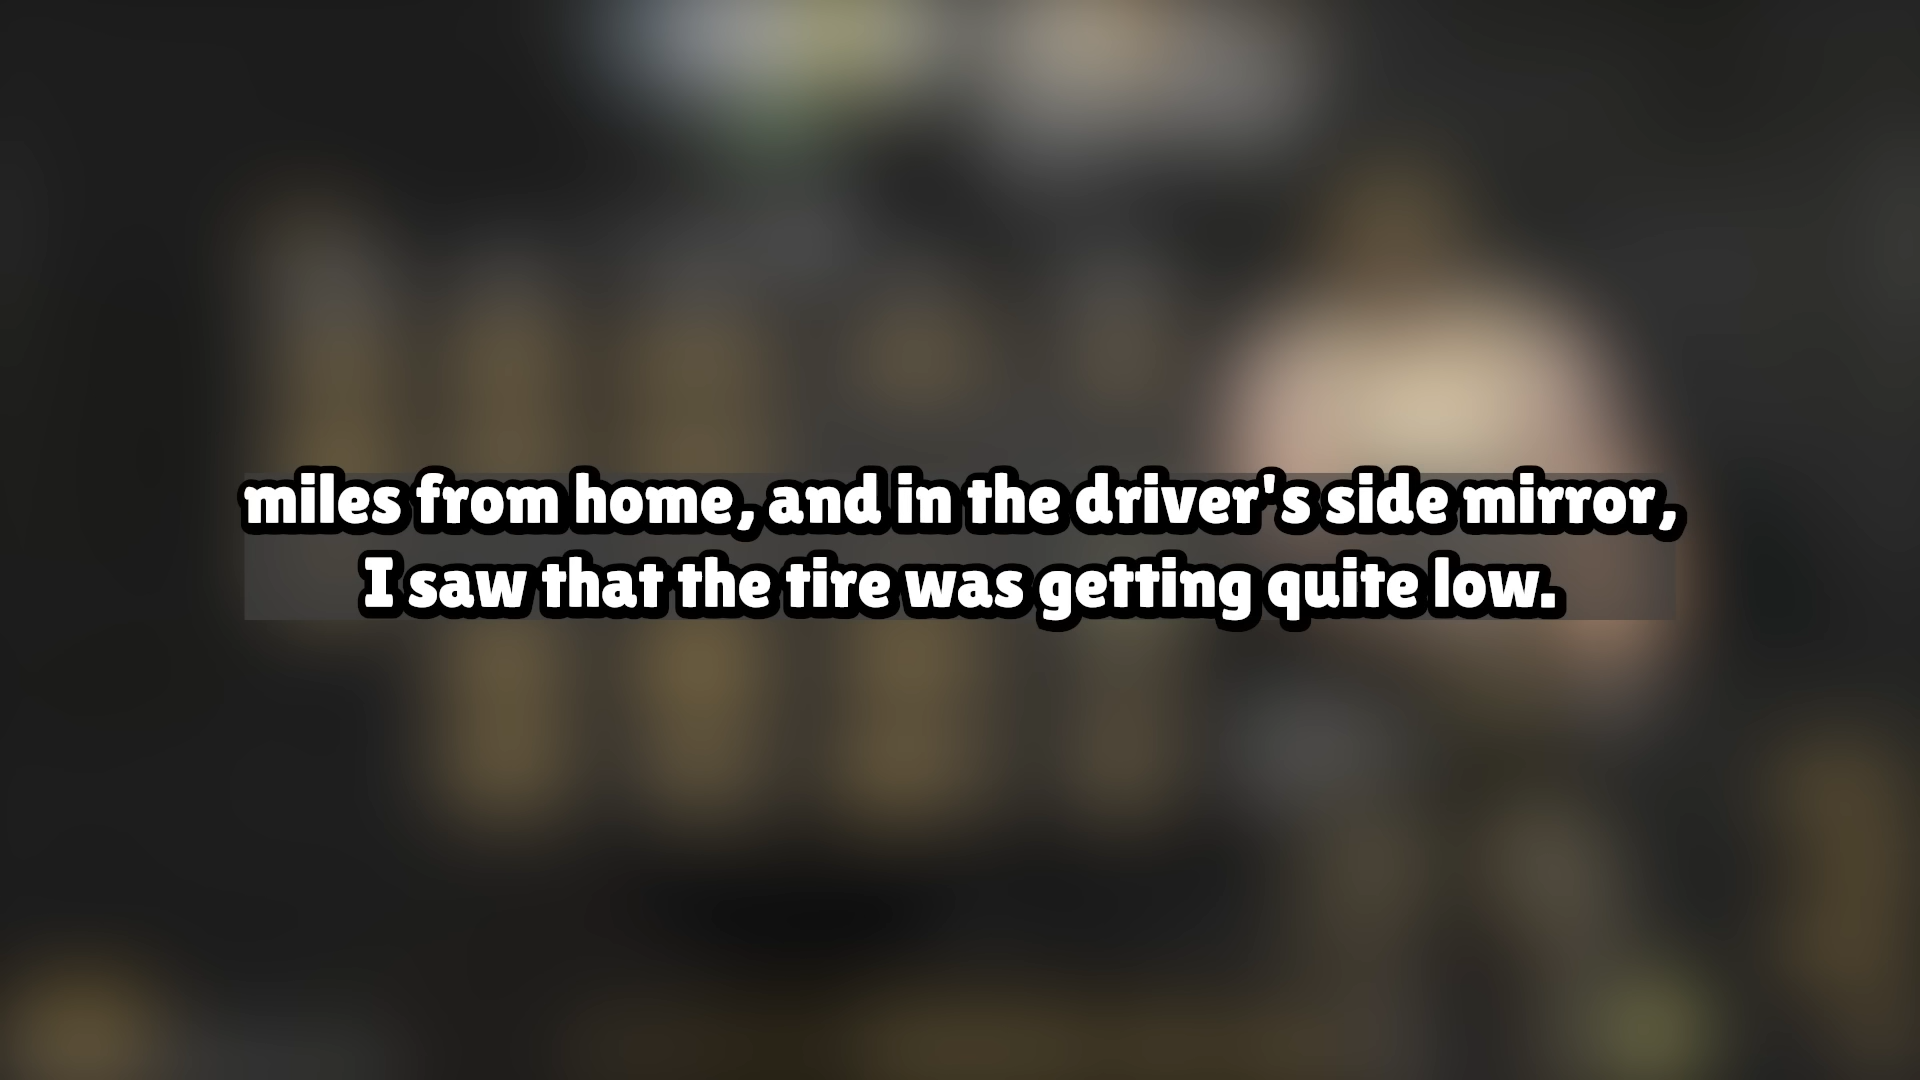 miles from home, and in the driver's side mirror,
I saw that the tire was getting quite low.